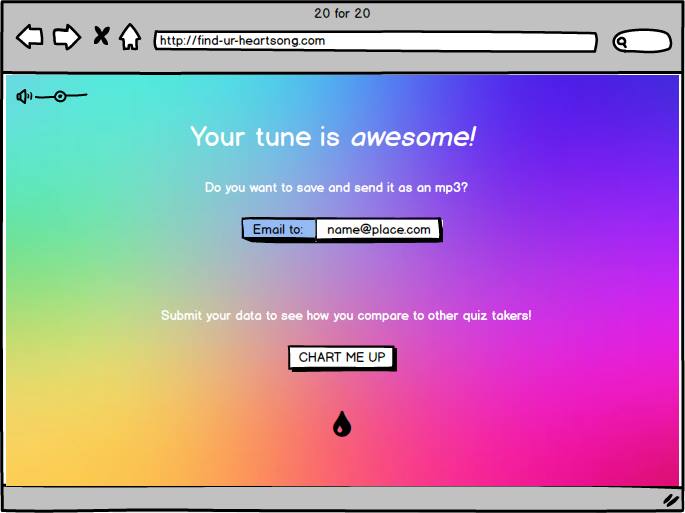 20 for 20
http://find-ur-heartsong.com
Your tune is awesome!
Do you want to save and send it as an mp3?
Email to: name@place.com
Submit your data to see how you compare to other quiz takers!
CHART ME UP